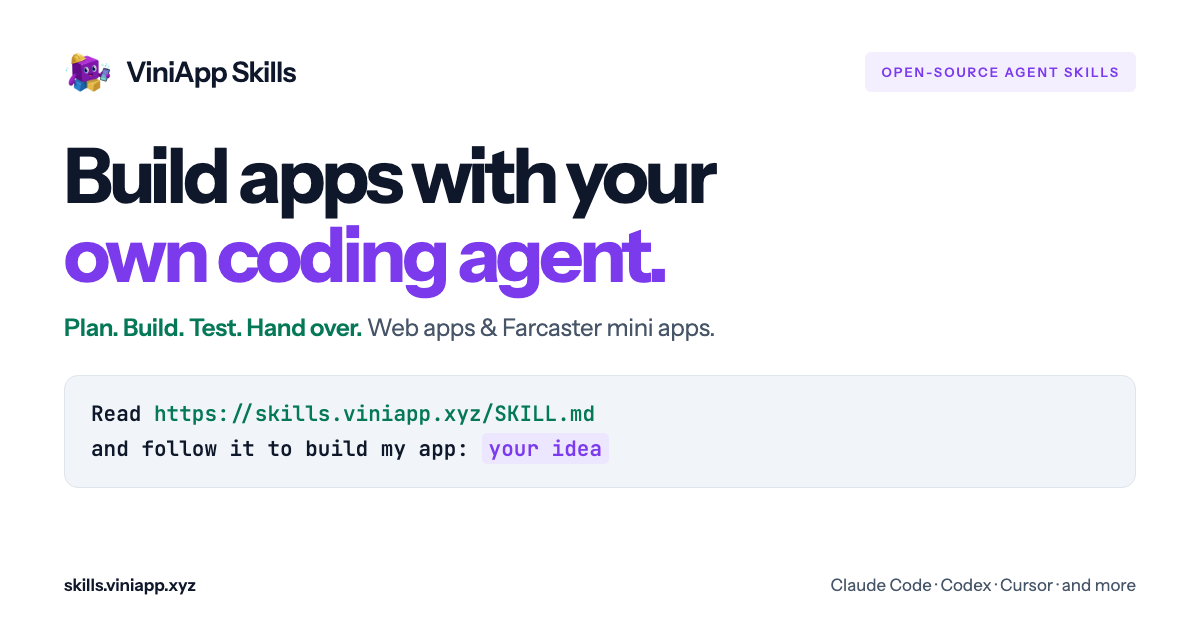 ViniApp Skills
OPEN-SOURCE AGENT SKILLS
Build apps with your
own coding agent.
Plan. Build. Test. Hand over. Web apps & Farcaster mini apps.
Read https://skills.viniapp.xyz/SKILL.md
and follow it to build my app: your idea
skills.viniapp.xyz
Claude Code · Codex · Cursor · and more